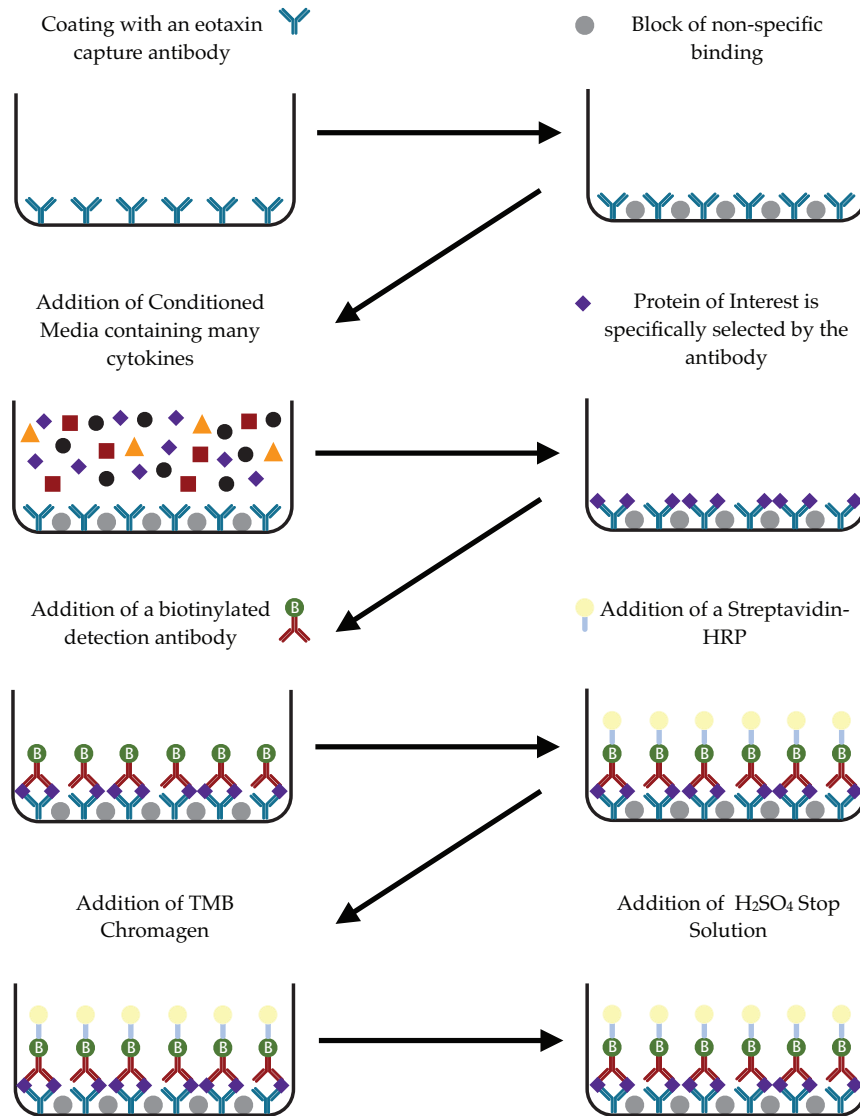 Coating with an eotaxin
capture antibody
Block of non-specific
binding
Addition of Conditioned
Media containing many
cytokines
Protein of Interest is
specifically selected by the
antibody
Addition of a biotinylated
detection antibody
B
Addition of a Streptavidin-
HRP
B B B B B B
B B B B B B
Addition of TMB
Chromagen
Addition of H₂SO₄ Stop
Solution
B B B B B B
B B B B B B